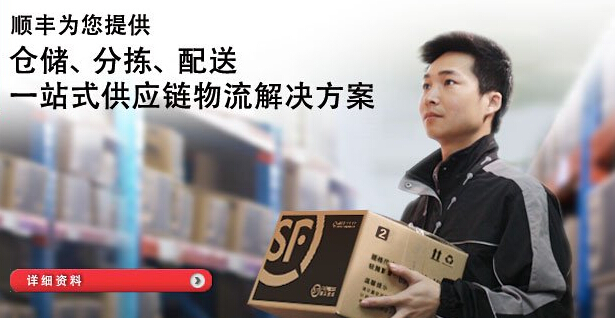 顺丰为您提供
仓储、分拣、配送
一站式供应链物流解决方案
SF
2
详细资料